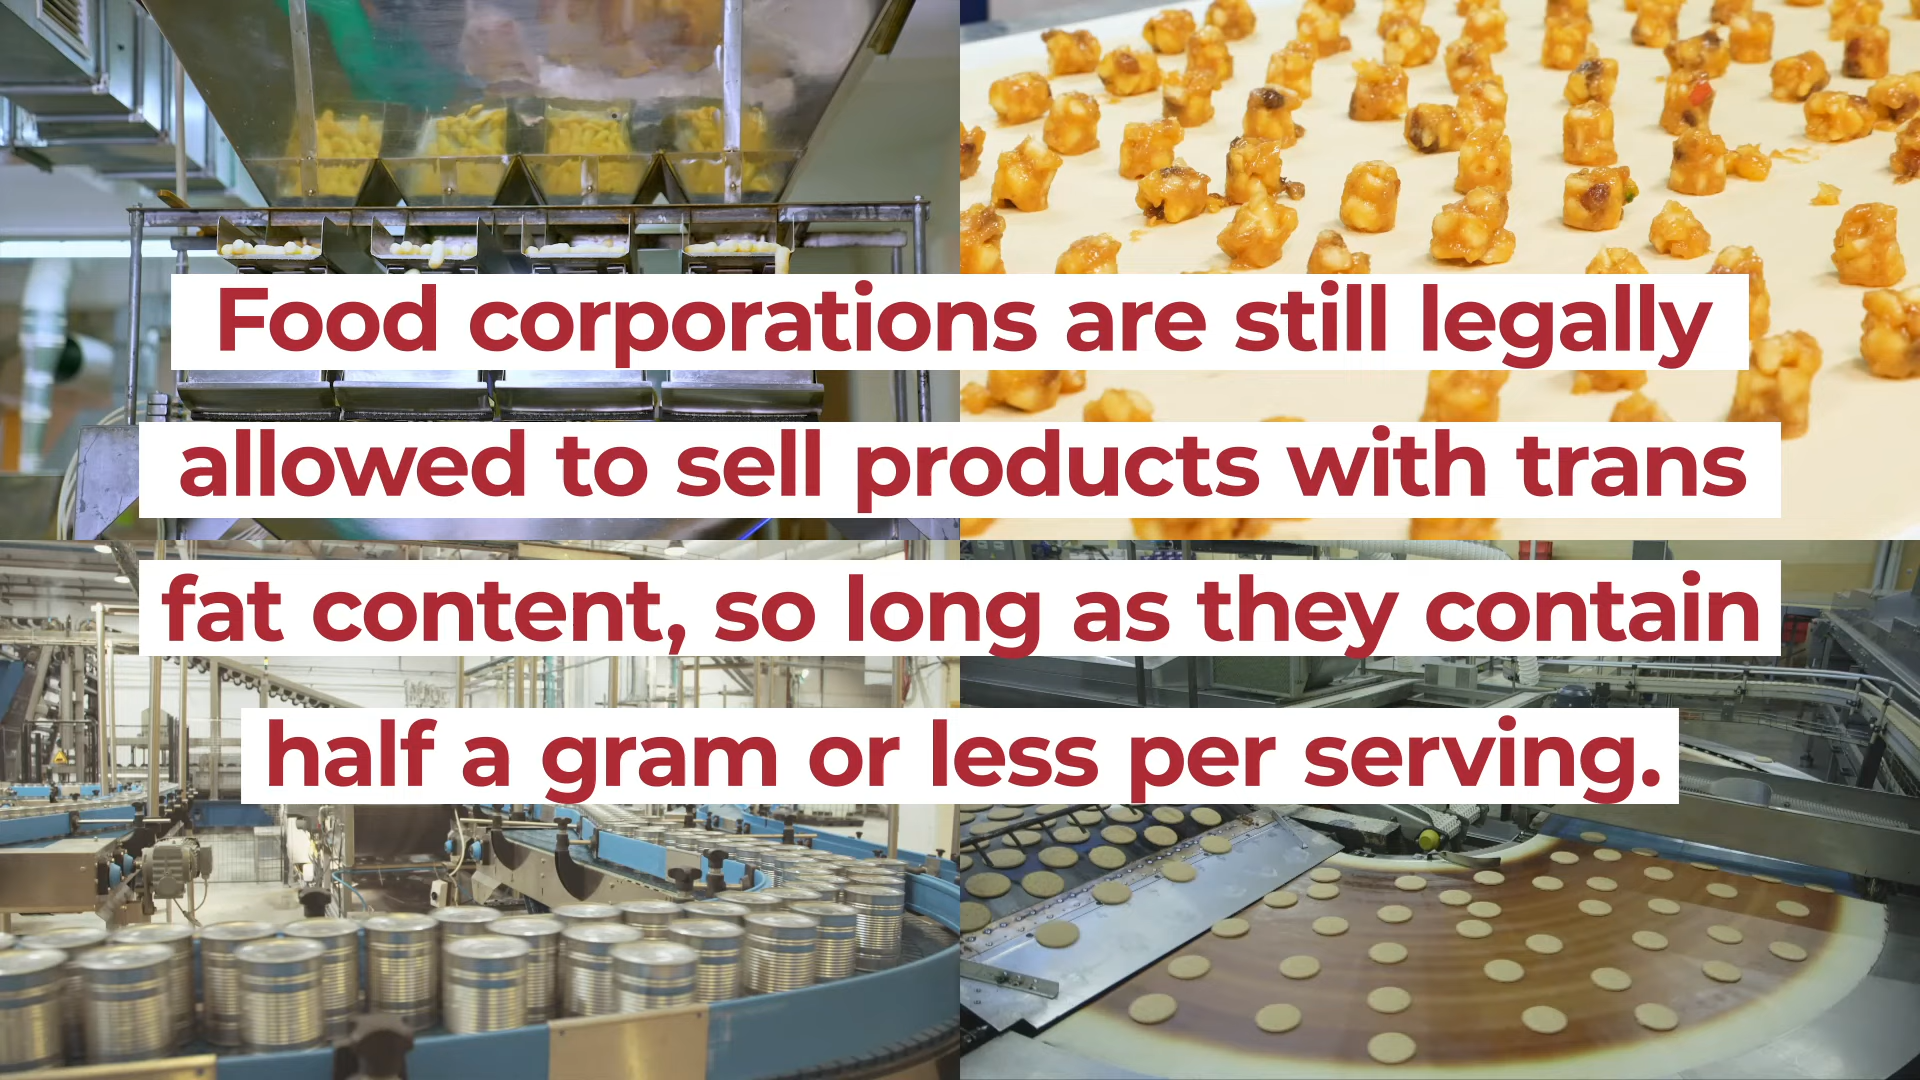 Food corporations are still legally
allowed to sell products with trans
fat content, so long as they contain
half a gram or less per serving.